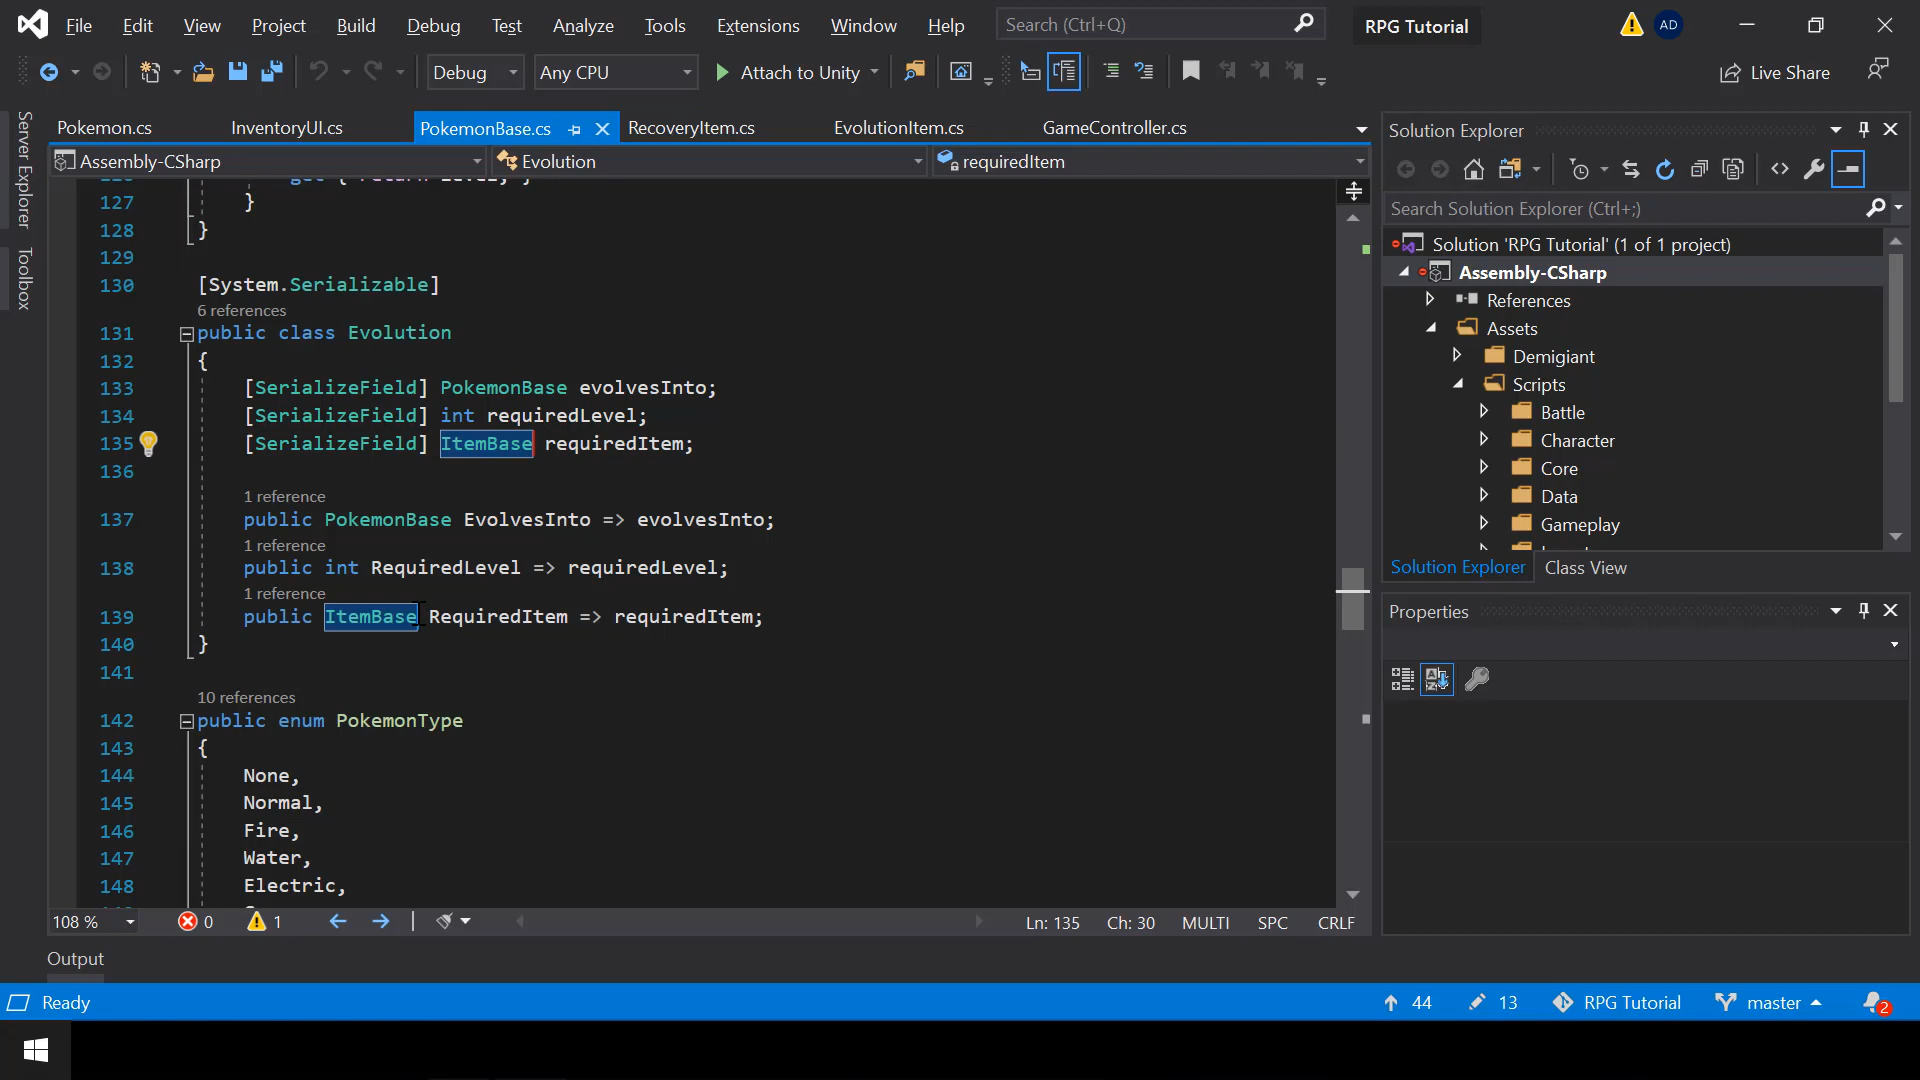 File Edit View Project Build Debug Test Analyze Tools Extensions Window Help Search (Ctrl+Q) RPG Tutorial AD
Debug Any CPU Attach to Unity Live Share
Server Explorer
Toolbox
Pokemon.cs InventoryUI.cs PokemonBase.cs RecoveryItem.cs EvolutionItem.cs GameController.cs
Assembly-CSharp Evolution requiredItem
127 }
128 }
129
130 [System.Serializable]
6 references
131 public class Evolution
132 {
133 [SerializeField] PokemonBase evolvesInto;
134 [SerializeField] int requiredLevel;
135 [SerializeField] ItemBase requiredItem;
136
1 reference
137 public PokemonBase EvolvesInto => evolvesInto;
1 reference
138 public int RequiredLevel => requiredLevel;
1 reference
139 public ItemBase RequiredItem => requiredItem;
140 }
141
10 references
142 public enum PokemonType
143 {
144 None,
145 Normal,
146 Fire,
147 Water,
148 Electric,
108 % 0 1 Ln: 135 Ch: 30 MULTI SPC CRLF
Solution Explorer
Search Solution Explorer (Ctrl+;)
Solution 'RPG Tutorial' (1 of 1 project)
Assembly-CSharp
References
Assets
Demigiant
Scripts
Battle
Character
Core
Data
Gameplay
Solution Explorer Class View
Properties
Output
Ready 44 13 RPG Tutorial master 2